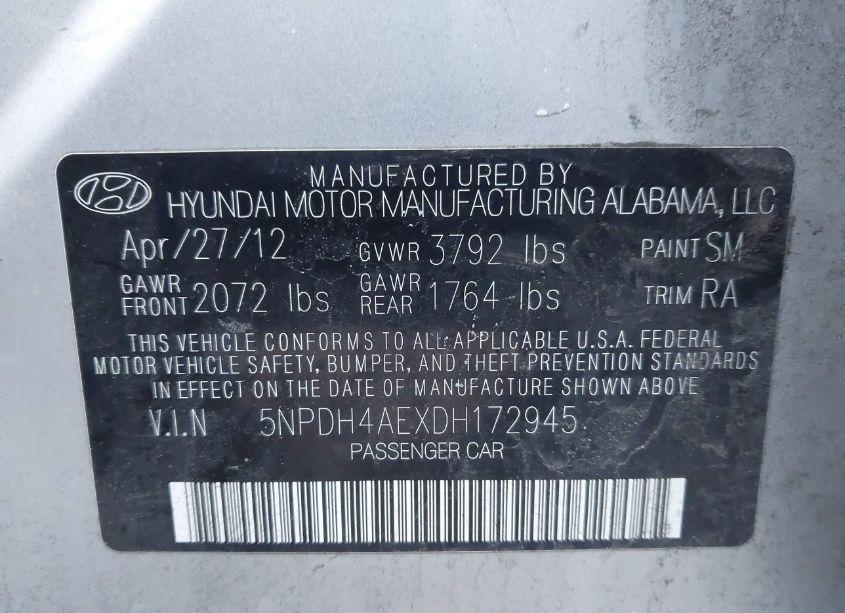 MANUFACTURED BY
HYUNDAI MOTOR MANUFACTURING ALABAMA, LLC
Apr/27/12 GVWR 3792 lbs PAINT SM
GAWR FRONT 2072 lbs GAWR REAR 1764 lbs TRIM RA
THIS VEHICLE CONFORMS TO ALL APPLICABLE U.S.A. FEDERAL
MOTOR VEHICLE SAFETY, BUMPER, AND THEFT PREVENTION STANDARDS
IN EFFECT ON THE DATE OF MANUFACTURE SHOWN ABOVE
V.I.N 5NPDH4AEXDH172945
PASSENGER CAR